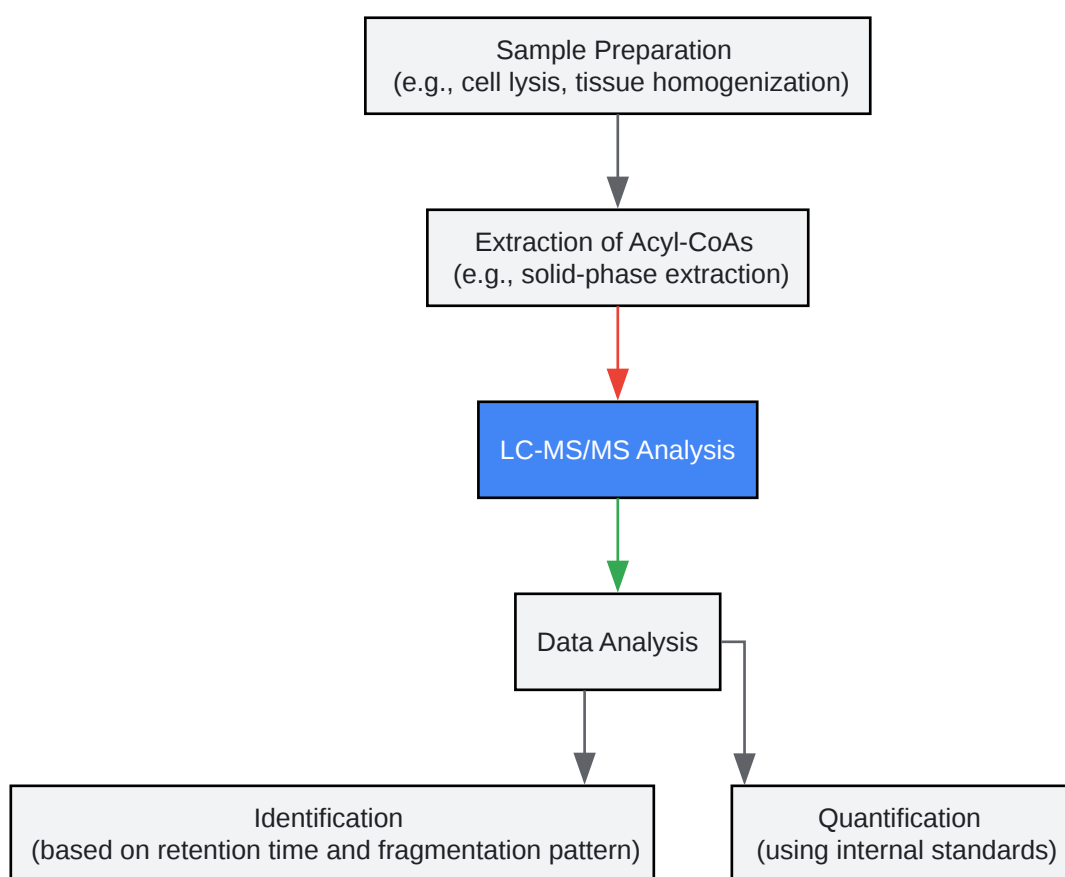 Sample Preparation
(e.g., cell lysis, tissue homogenization)
Extraction of Acyl-CoAs
(e.g., solid-phase extraction)
LC-MS/MS Analysis
Data Analysis
Identification
(based on retention time and fragmentation pattern)
Quantification
(using internal standards)